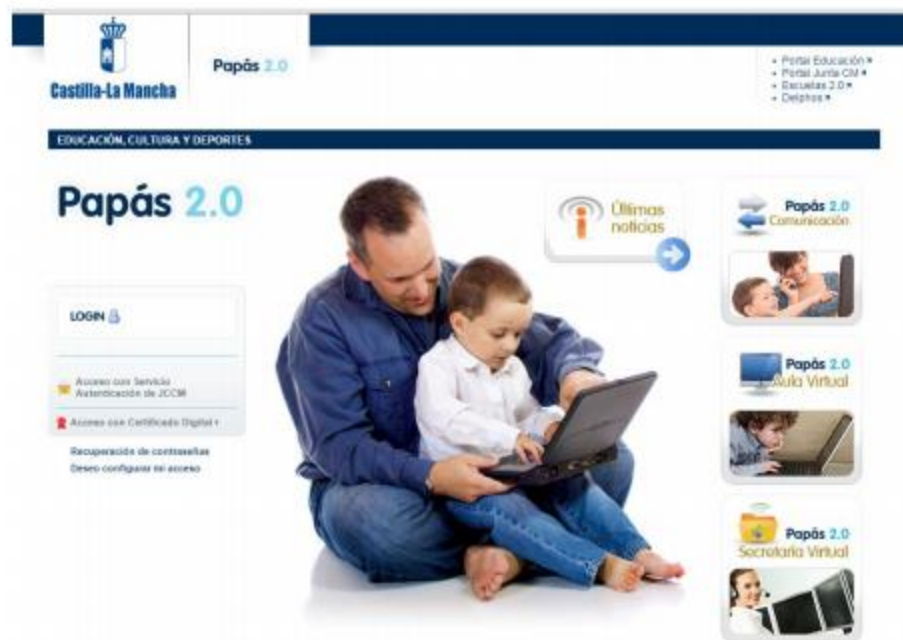 Castilla-La Mancha
Papás 2.0
Portal Educación
Portal Junta CM
Escuelas 2.0
Delphos
EDUCACIÓN, CULTURA Y DEPORTES
Papás 2.0
Últimas
noticias
Papás 2.0
Comunicación
LOGIN
Acceso con Servicio
Autenticación de JCCM
Acceso con Certificado Digital
Recuperación de contraseñas
Deseo configurar mi acceso
Papás 2.0
Aula Virtual
Papás 2.0
Secretaría Virtual